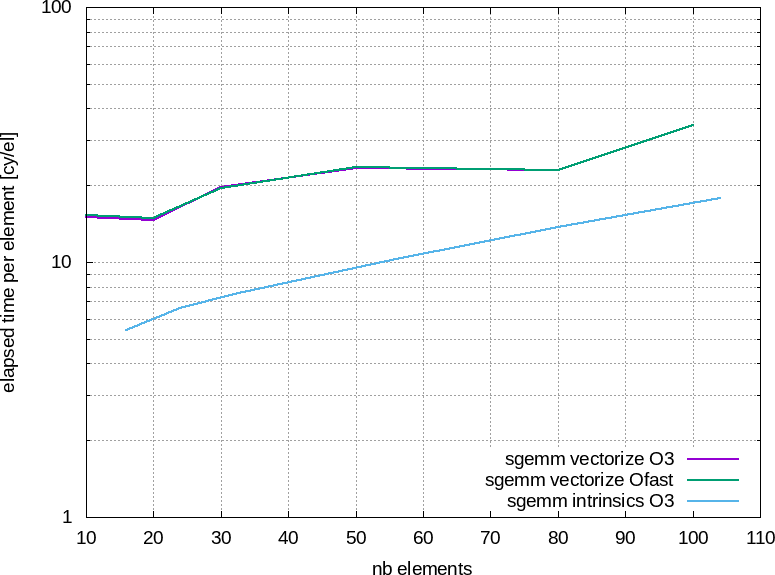 100
10
1
elapsed time per element [cy/el]
sgemm vectorize O3
sgemm vectorize Ofast
sgemm intrinsics O3
10 20 30 40 50 60 70 80 90 100 110
nb elements